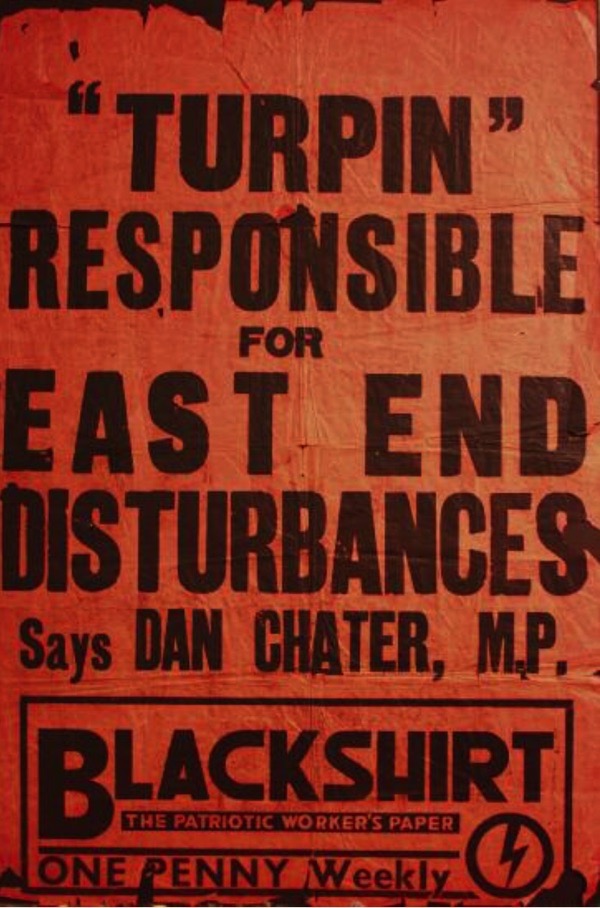 “TURPIN”
RESPONSIBLE
FOR
EAST END
DISTURBANCES
Says DAN CHATER, M.P.
BLACKSHIRT
THE PATRIOTIC WORKER'S PAPER
ONE PENNY Weekly